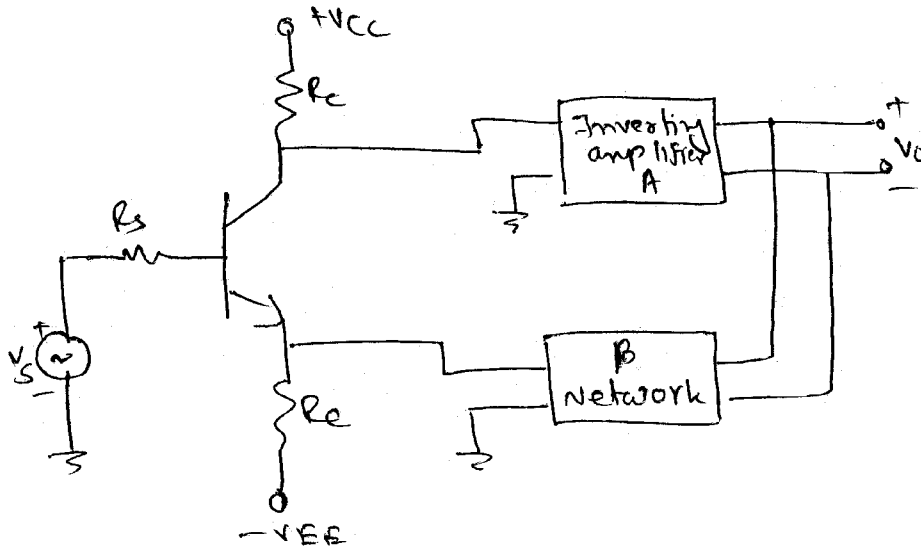 +VCC
Rc
Inverting
amplifier
A
+
Vo
-
Rs
+
VS
~
-
β
Network
Re
-VEE